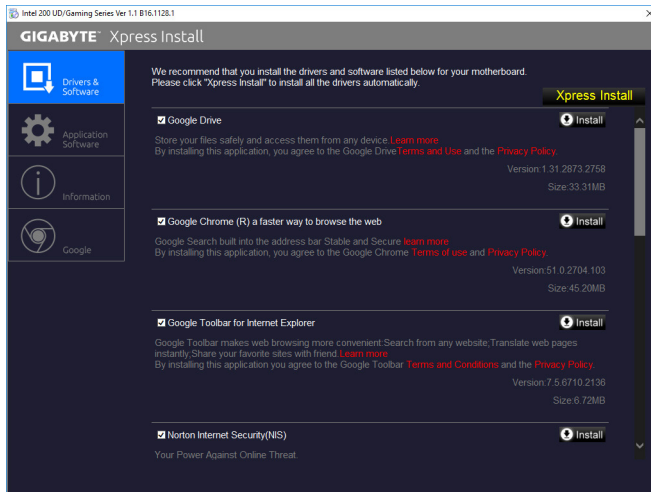 Intel 200 UD/Gaming Series Ver 1.1 B16.1128.1
GIGABYTE™ Xpress Install
Drivers &
Software
Application
Software
Information
Google
We recommend that you install the drivers and software listed below for your motherboard.
Please click "Xpress Install" to install all the drivers automatically.
Xpress Install
Google Drive
Install
Store your files safely and access them from any device.Learn more
By installing this application, you agree to the Google DriveTerms and Use and the Privacy Policy.
Version:1.31.2873.2758
Size:33.31MB
Google Chrome (R) a faster way to browse the web
Install
Google Search built into the address bar Stable and Secure learn more
By installing this application, you agree to the Google Chrome Terms of use and Privacy Policy.
Version:51.0.2704.103
Size:45.20MB
Google Toolbar for Internet Explorer
Install
Google Toolbar makes web browsing more convenient:Search from any website;Translate web pages
instantly;Share your favorite sites with friend.Learn more
By installing this application you agree to the Google Toolbar Terms and Conditions and the Privacy Policy.
Version:7.5.6710.2136
Size:6.72MB
Norton Internet Security(NIS)
Install
Your Power Against Online Threat.